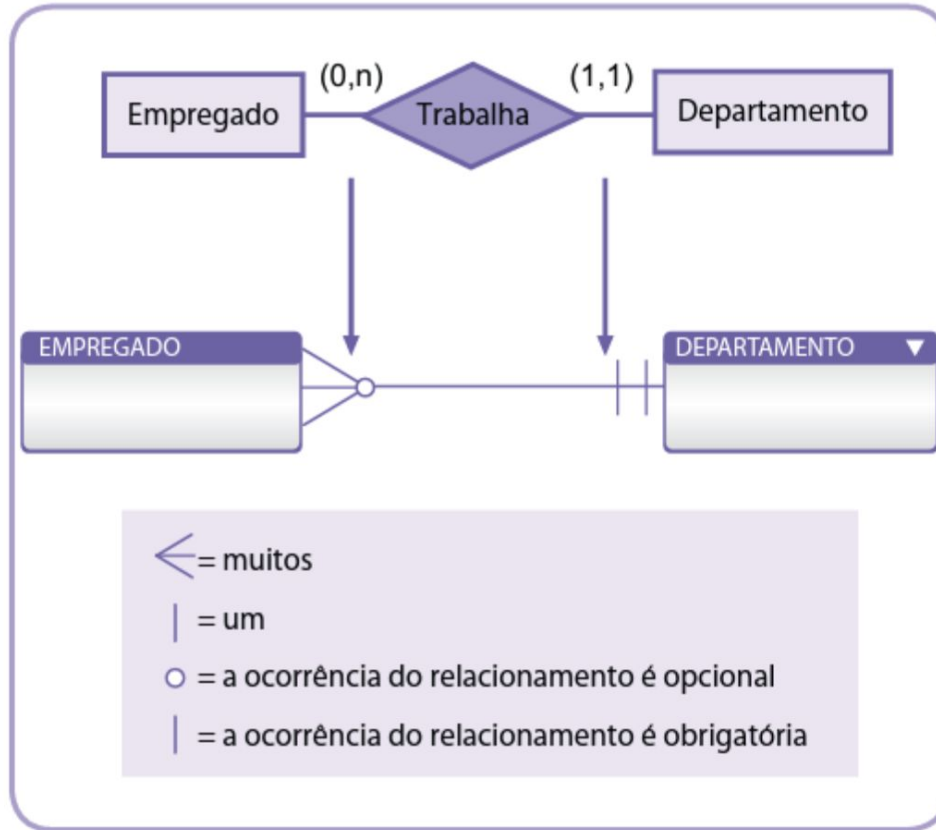 (0,n)
(1,1)
Empregado
Trabalha
Departamento
EMPREGADO
DEPARTAMENTO
= muitos
= um
= a ocorrência do relacionamento é opcional
= a ocorrência do relacionamento é obrigatória